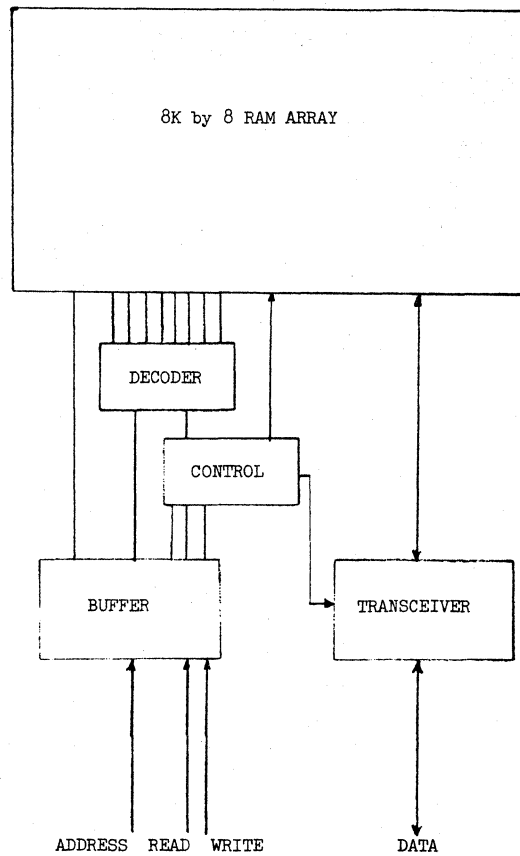 8K by 8 RAM ARRAY
DECODER
CONTROL
BUFFER
TRANSCEIVER
ADDRESS READ WRITE DATA